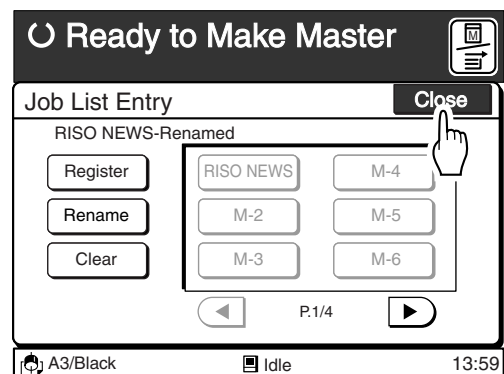 Ready to Make Master
M
Job List Entry Close
RISO NEWS-Renamed
Register RISO NEWS M-4
Rename M-2 M-5
Clear M-3 M-6
P.1/4
A3/Black Idle 13:59